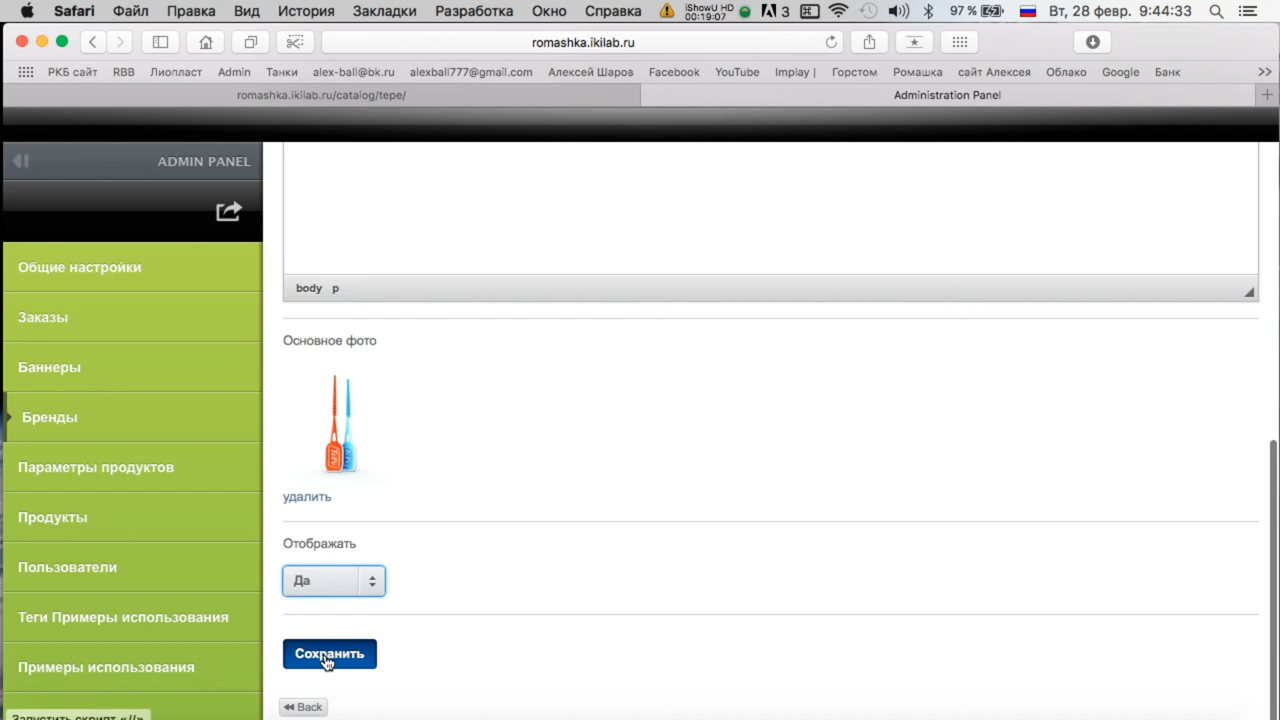 Safari Файл Правка Вид История Закладки Разработка Окно Справка iShowU HD 00:19:07 3 97 % Вт, 28 февр. 9:44:33
romashka.ikilab.ru
РКБ сайт RBB Лиопласт Admin Танки alex-ball@bk.ru alexball777@gmail.com Алексей Шаров Facebook YouTube Implay | Горстом Ромашка сайт Алексея Облако Google Банк >>
romashka.ikilab.ru/catalog/tepe/ Administration Panel +
ADMIN PANEL
Общие настройки
Заказы
Баннеры
Бренды
Параметры продуктов
Продукты
Пользователи
Теги Примеры использования
Примеры использования
Запустить скрипт «//»
body p
Основное фото
удалить
Отображать
Да
Сохранить
Back